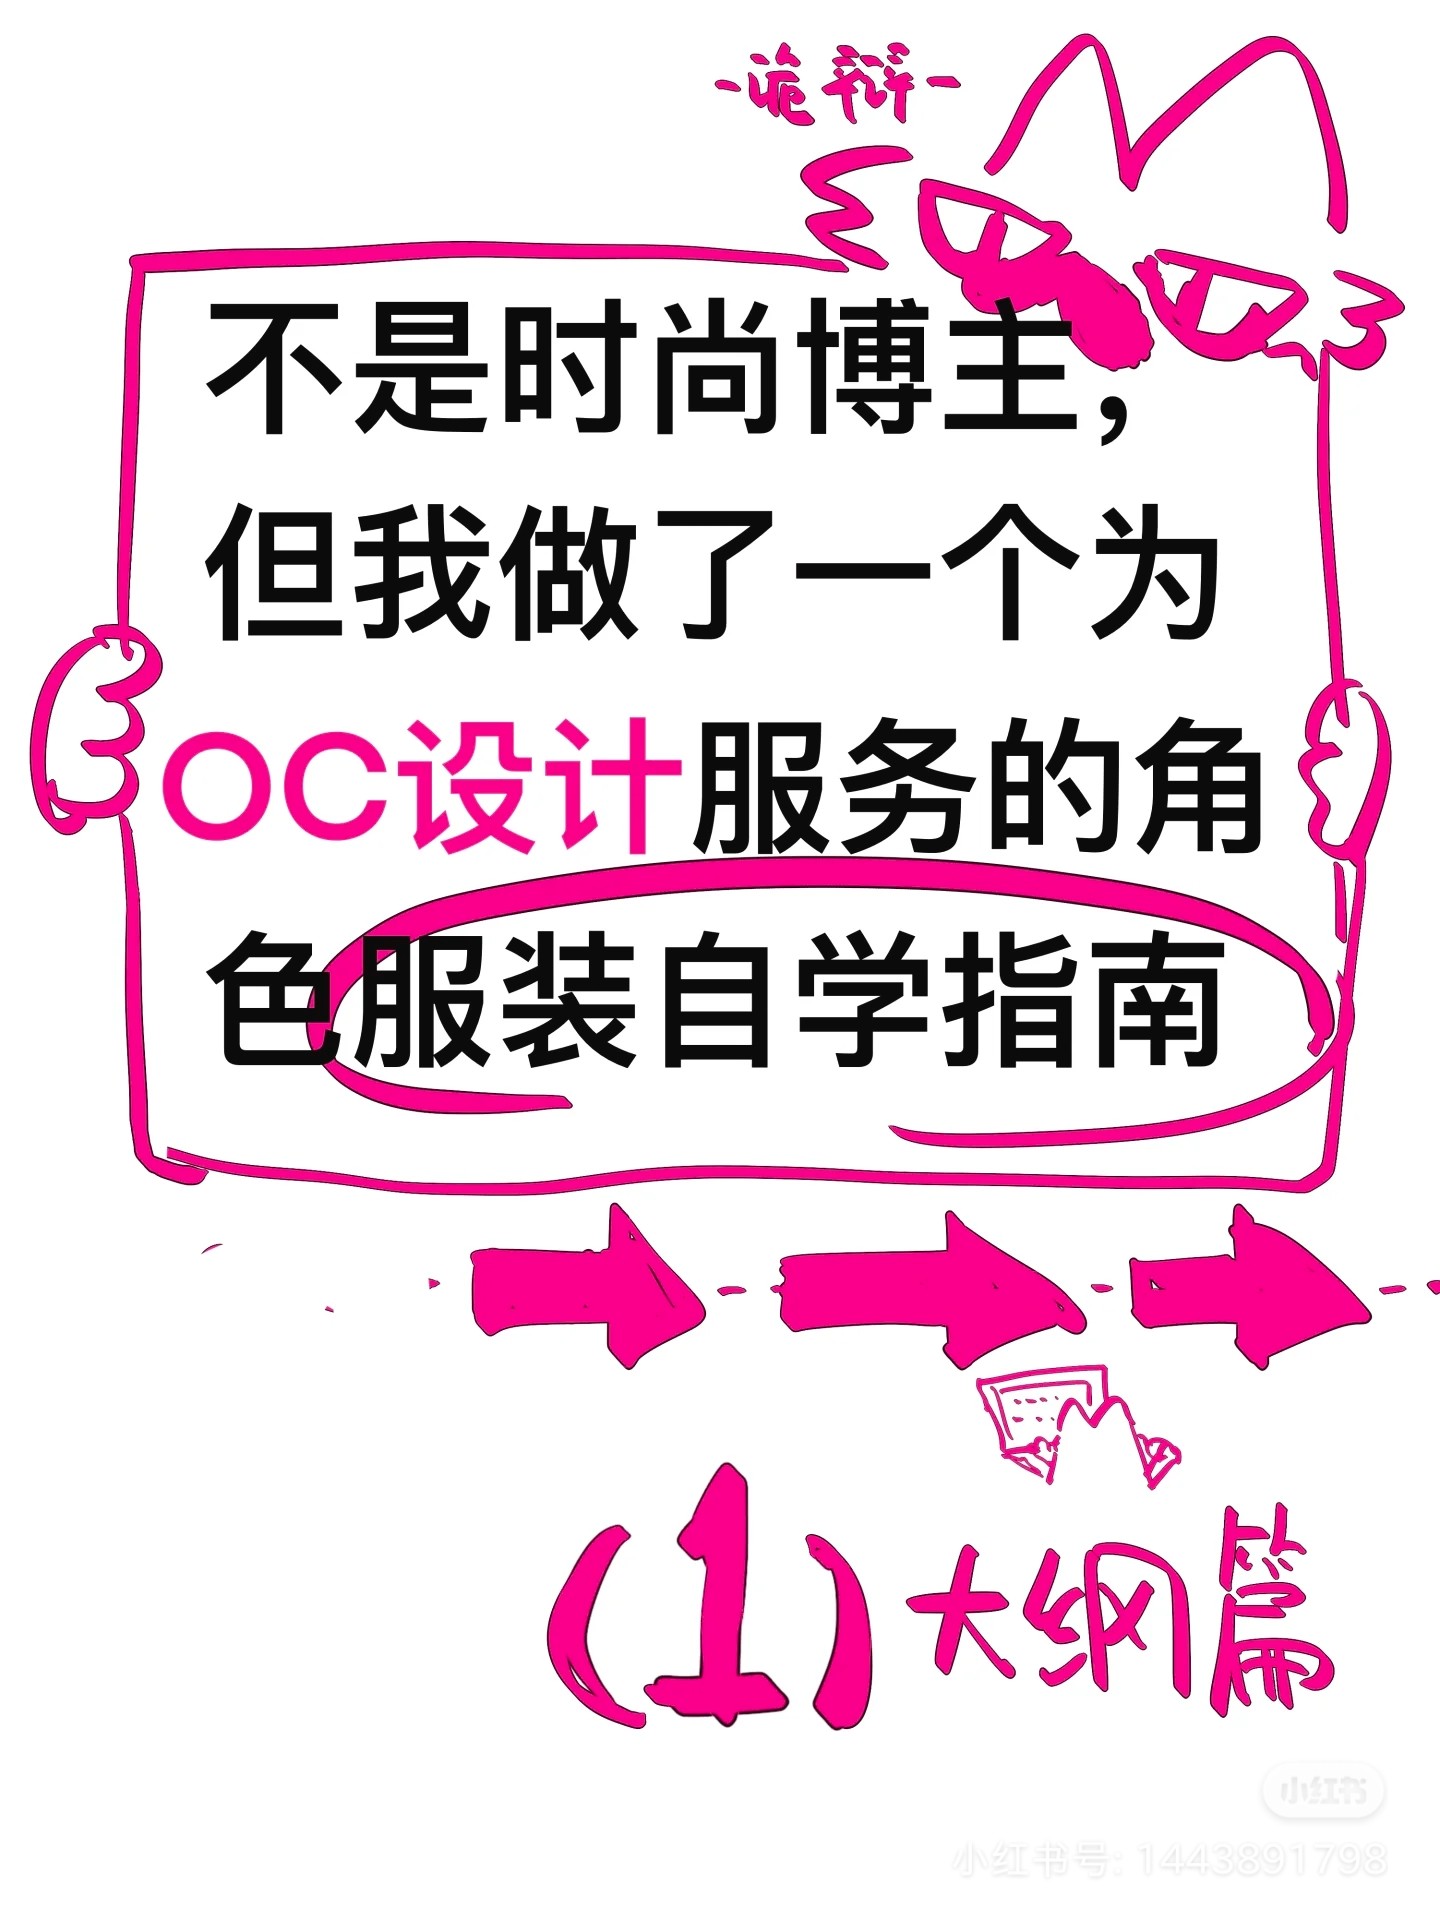 -诡辩-
不是时尚博主，
但我做了一个为
OC设计服务的角
色服装自学指南
(1)大纲篇
小红书
小红书号: 1443891798